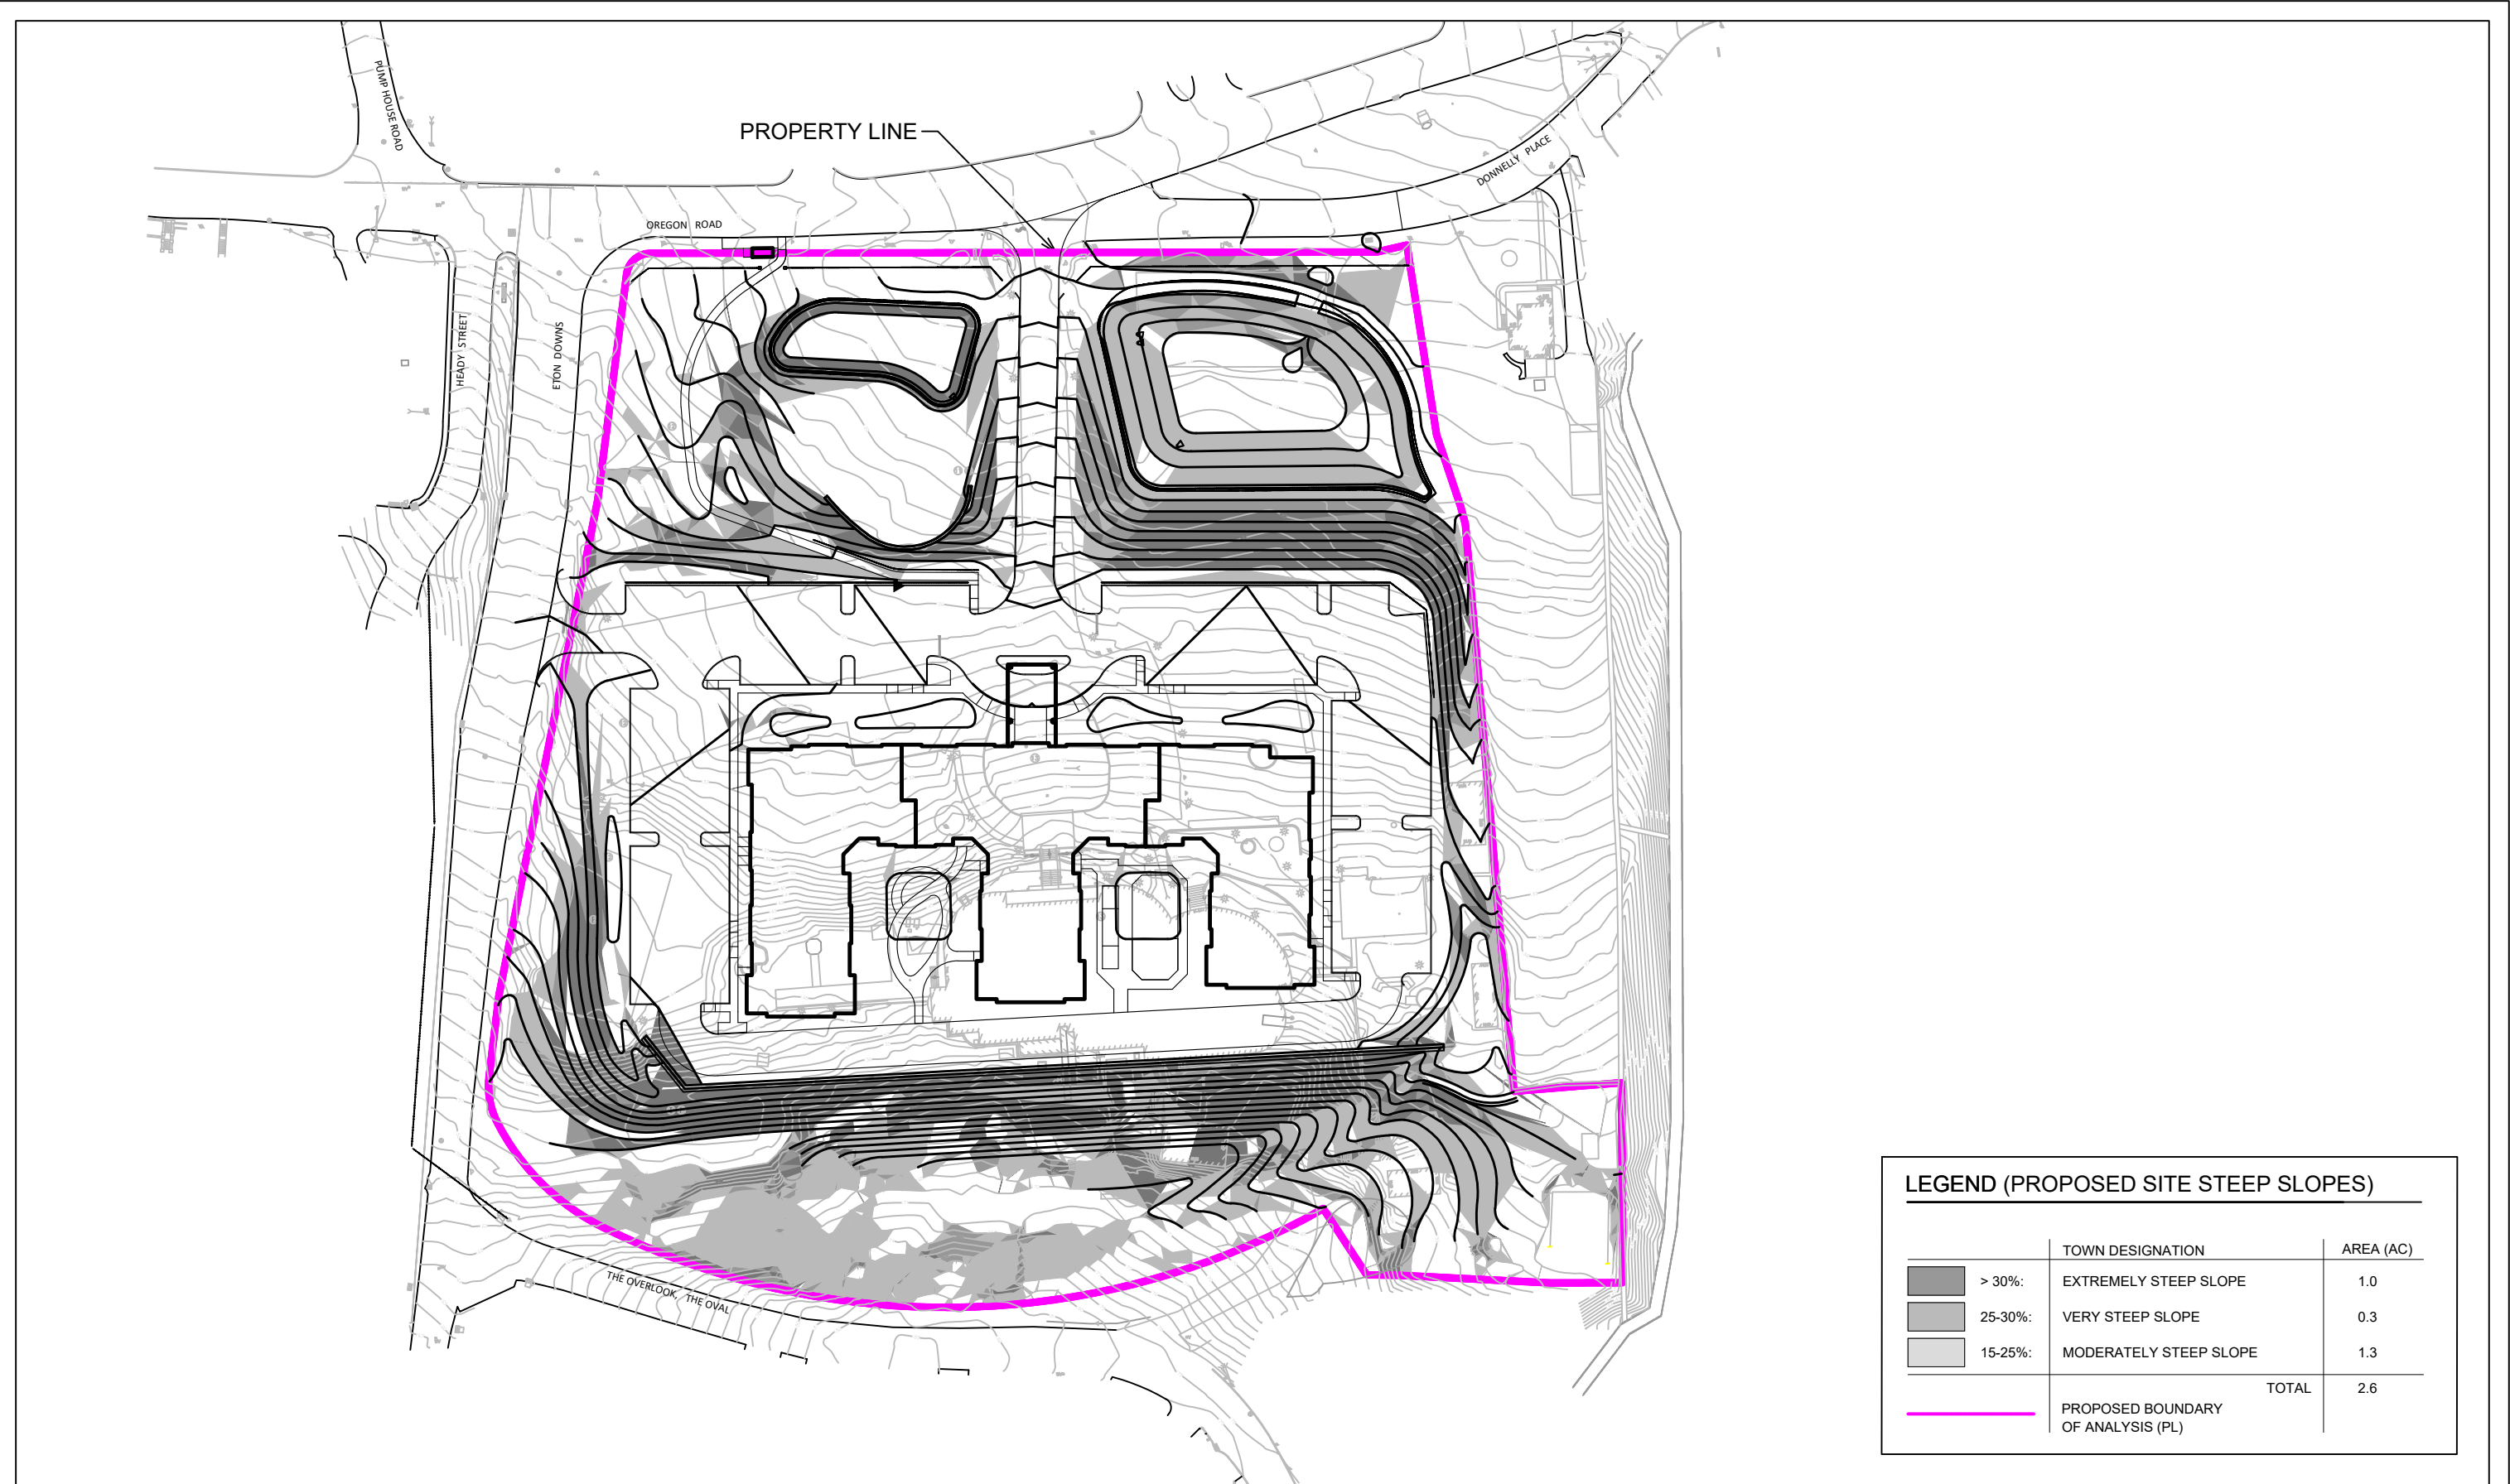 PUMP HOUSE ROAD
PROPERTY LINE
DONNELLY PLACE
OREGON ROAD
HEADY STREET
ETON DOWNS
THE OVERLOOK, THE OVAL
LEGEND (PROPOSED SITE STEEP SLOPES)
TOWN DESIGNATION AREA (AC)
> 30%: EXTREMELY STEEP SLOPE 1.0
25-30%: VERY STEEP SLOPE 0.3
15-25%: MODERATELY STEEP SLOPE 1.3
TOTAL 2.6
PROPOSED BOUNDARY
OF ANALYSIS (PL)